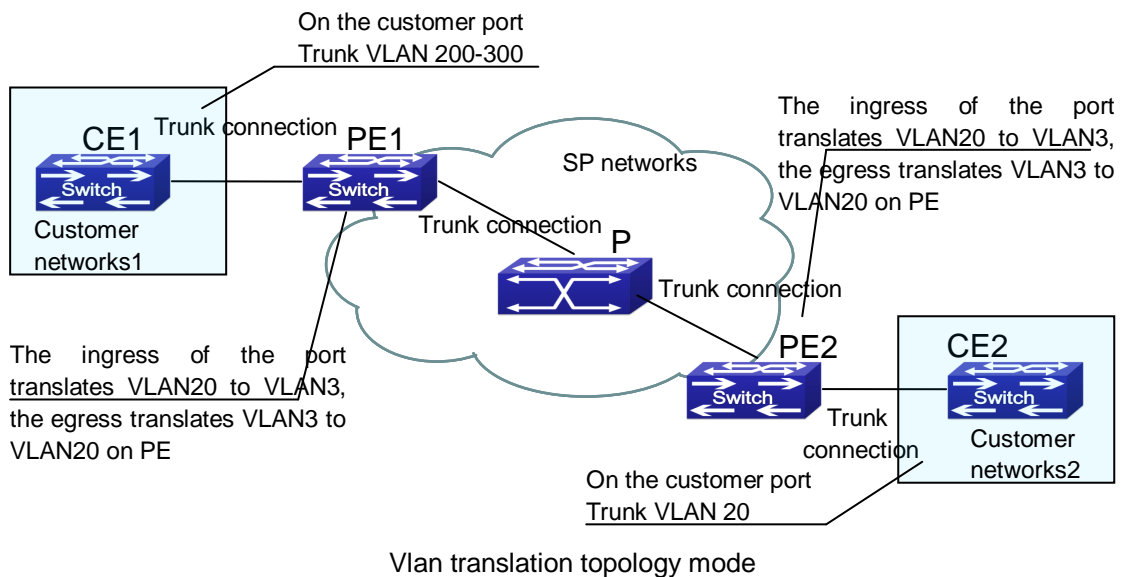 On the customer port
Trunk VLAN 200-300
CE1
Trunk connection
PE1
Switch
Switch
Customer
networks1
SP networks
The ingress of the port
translates VLAN20 to VLAN3,
the egress translates VLAN3 to
VLAN20 on PE
Trunk connection
P
Trunk connection
The ingress of the port
translates VLAN20 to VLAN3,
the egress translates VLAN3 to
VLAN20 on PE
PE2
CE2
Switch
Switch
Trunk
connection
Customer
networks2
On the customer port
Trunk VLAN 20
Vlan translation topology mode